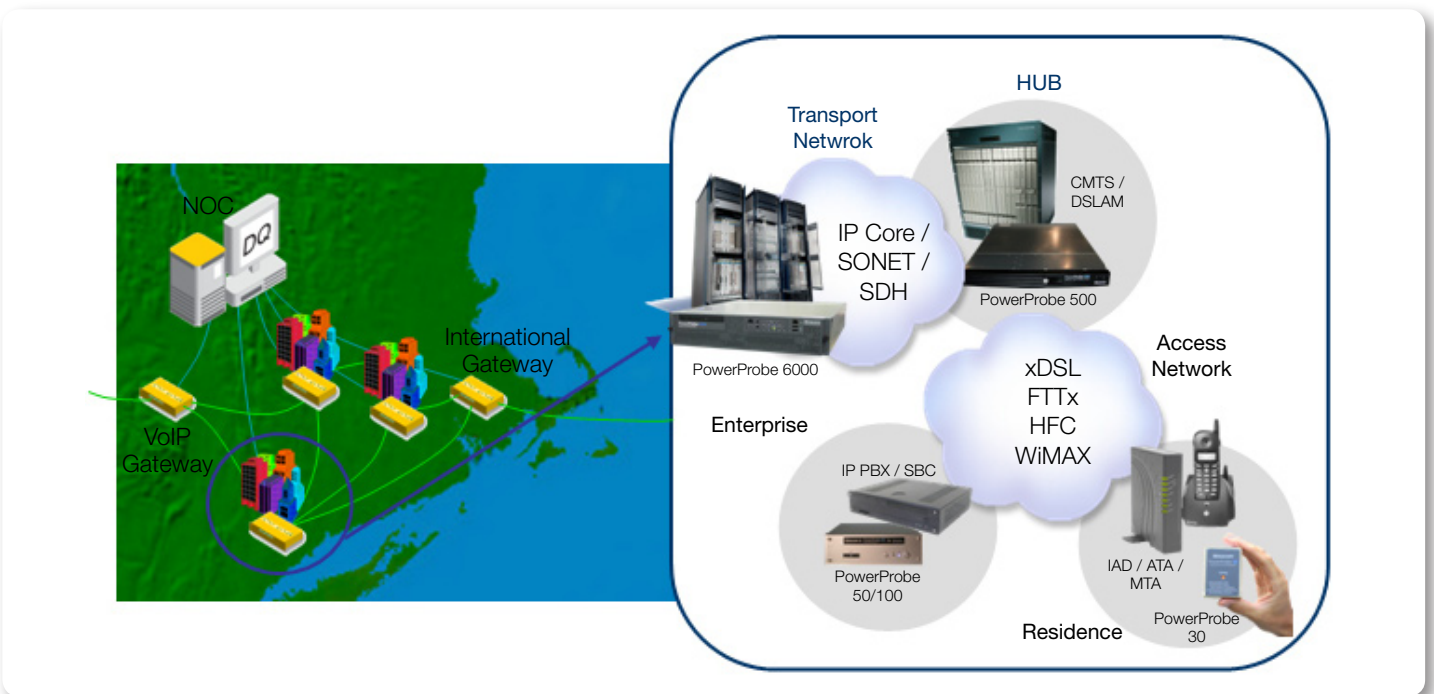 NOC
DQ
International
Gateway
VoIP
Gateway
HUB
Transport
Netwrok
CMTS /
DSLAM
IP Core /
SONET /
SDH
PowerProbe 500
PowerProbe 6000
Access
Network
xDSL
FTTx
HFC
WiMAX
Enterprise
IP PBX / SBC
PowerProbe
50/100
IAD / ATA /
MTA
PowerProbe
30
Residence